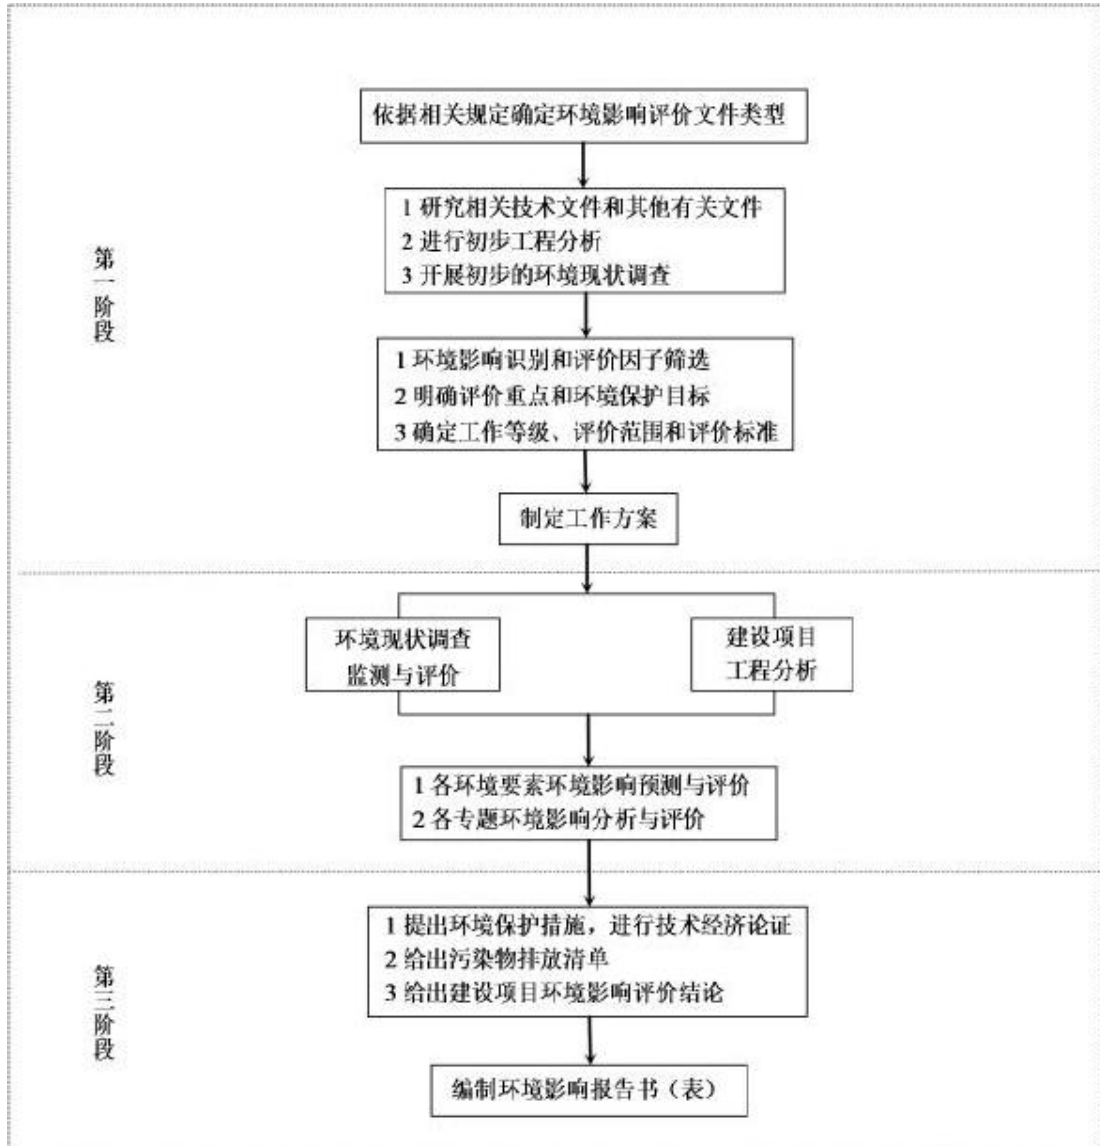 依据相关规定确定环境影响评价文件类型
1 研究相关技术文件和其他有关文件
2 进行初步工程分析
3 开展初步的环境现状调查
第一阶段
1 环境影响识别和评价因子筛选
2 明确评价重点和环境保护目标
3 确定工作等级、评价范围和评价标准
制定工作方案
环境现状调查
监测与评价
建设项目
工程分析
第二阶段
1 各环境要素环境影响预测与评价
2 各专题环境影响分析与评价
1 提出环境保护措施，进行技术经济论证
2 给出污染物排放清单
3 给出建设项目环境影响评价结论
第三阶段
编制环境影响报告书（表）